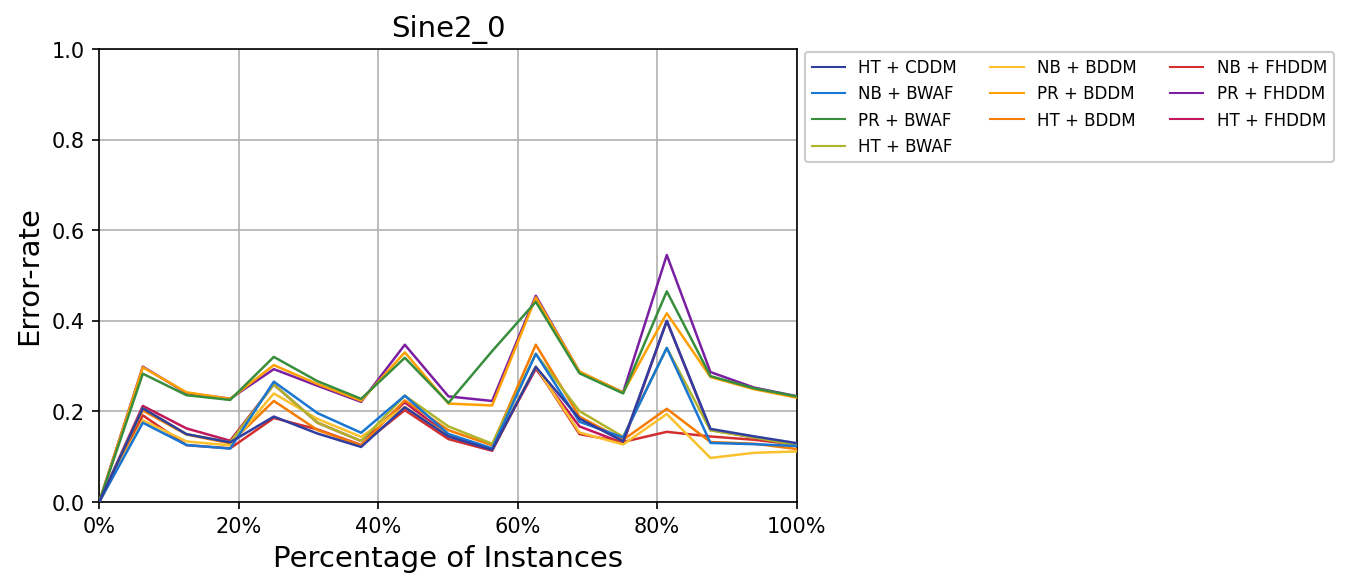 Sine2_0
Error-rate
1.0
0.8
0.6
0.4
0.2
0.0
0% 20% 40% 60% 80% 100%
Percentage of Instances
HT + CDDM NB + BDDM NB + FHDDM
NB + BWAF PR + BDDM PR + FHDDM
PR + BWAF HT + BDDM HT + FHDDM
HT + BWAF